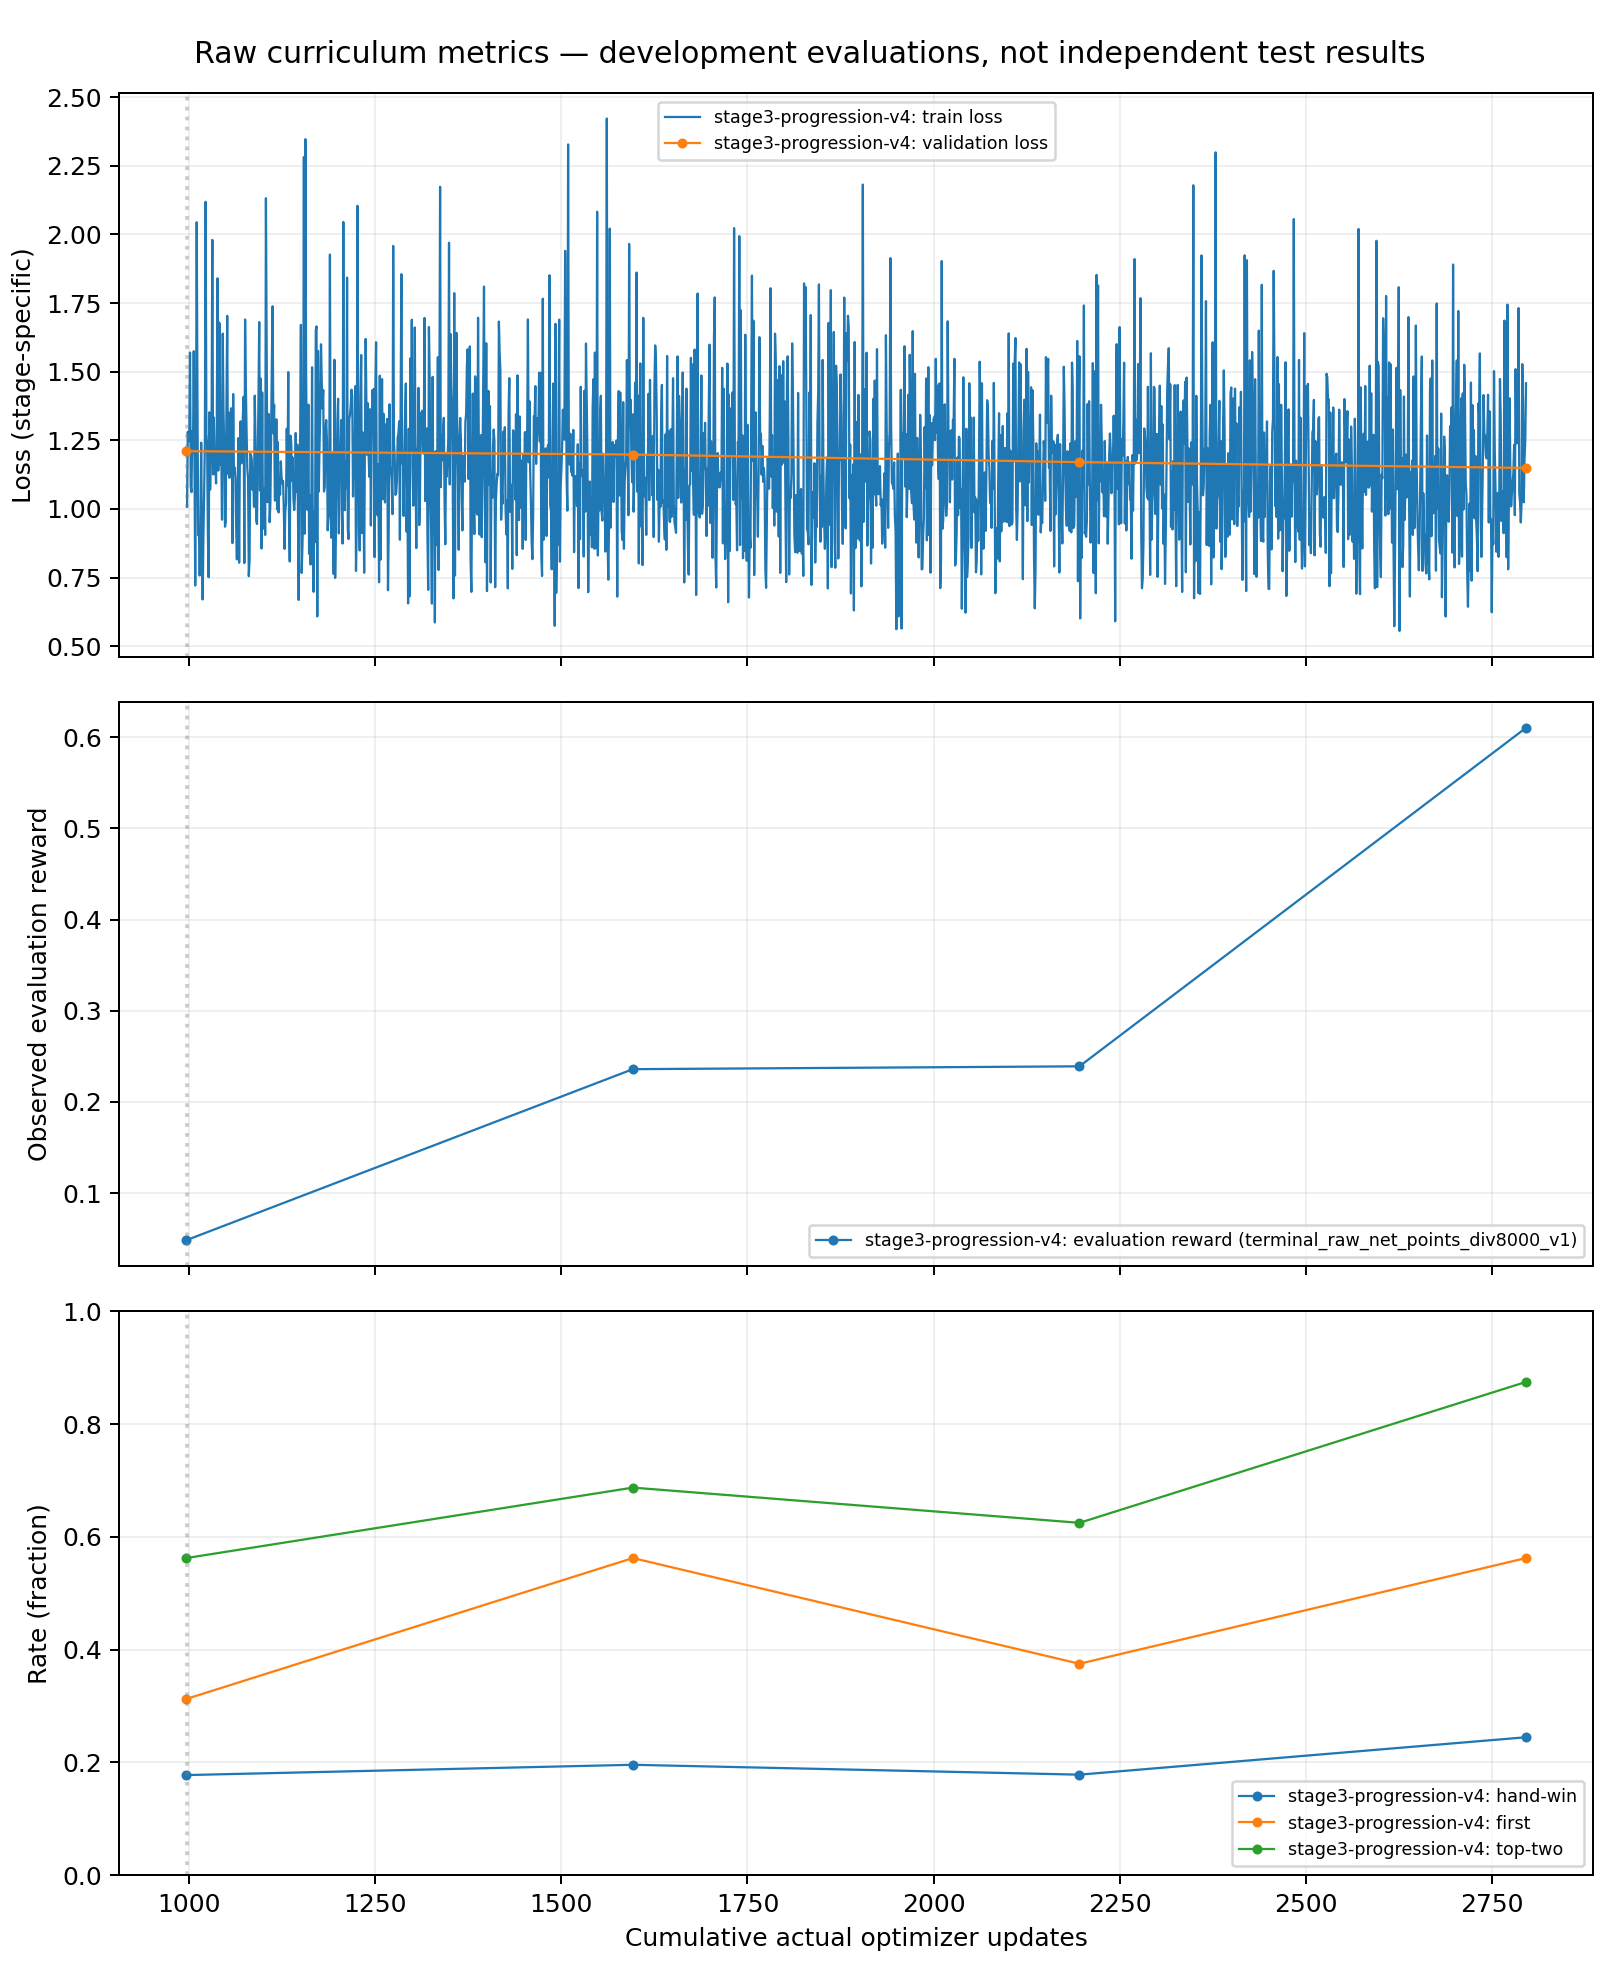 Raw curriculum metrics — development evaluations, not independent test results
2.50
2.25
2.00
1.75
1.50
1.25
1.00
0.75
0.50
Loss (stage-specific)
stage3-progression-v4: train loss
stage3-progression-v4: validation loss
0.6
0.5
0.4
0.3
0.2
0.1
Observed evaluation reward
stage3-progression-v4: evaluation reward (terminal_raw_net_points_div8000_v1)
1.0
0.8
0.6
0.4
0.2
0.0
Rate (fraction)
stage3-progression-v4: hand-win
stage3-progression-v4: first
stage3-progression-v4: top-two
1000 1250 1500 1750 2000 2250 2500 2750
Cumulative actual optimizer updates